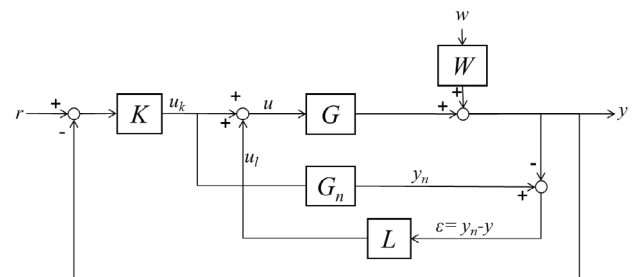 w
W
r + - K u_k + + u G + + y
u_l
G_n y_n + -
L ε= y_n-y